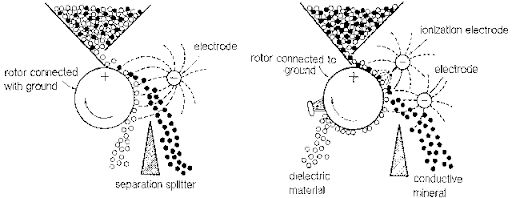 electrode
rotor connected
with ground
+
−
separation splitter
ionization electrode
rotor connected to
ground
electrode
+
−
−
dielectric
material
conductive
mineral